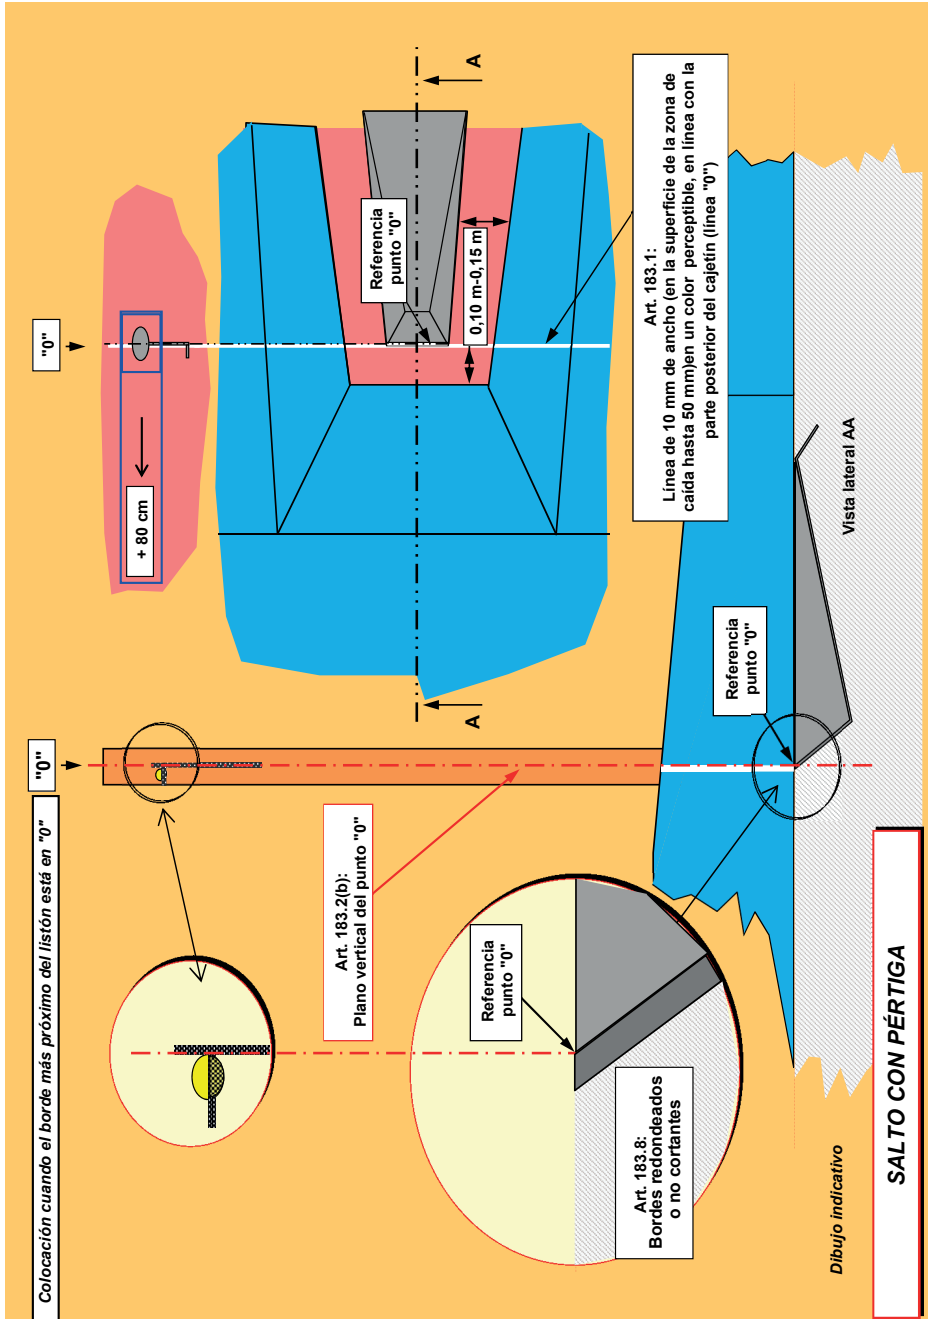 Colocación cuando el borde más próximo del listón está en "0"
"0"
"0"
+ 80 cm
Referencia
punto "0"
0,10 m-0,15 m
A
A
Art. 183.2(b):
Plano vertical del punto "0"
Art. 183.1:
Línea de 10 mm de ancho (en la superficie de la zona de
caída hasta 50 mm)en un color perceptible, en línea con la
parte posterior del cajetín (línea "0")
Referencia
punto "0"
Referencia
punto "0"
Art. 183.8:
Bordes redondeados
o no cortantes
Vista lateral AA
Dibujo indicativo
SALTO CON PÉRTIGA